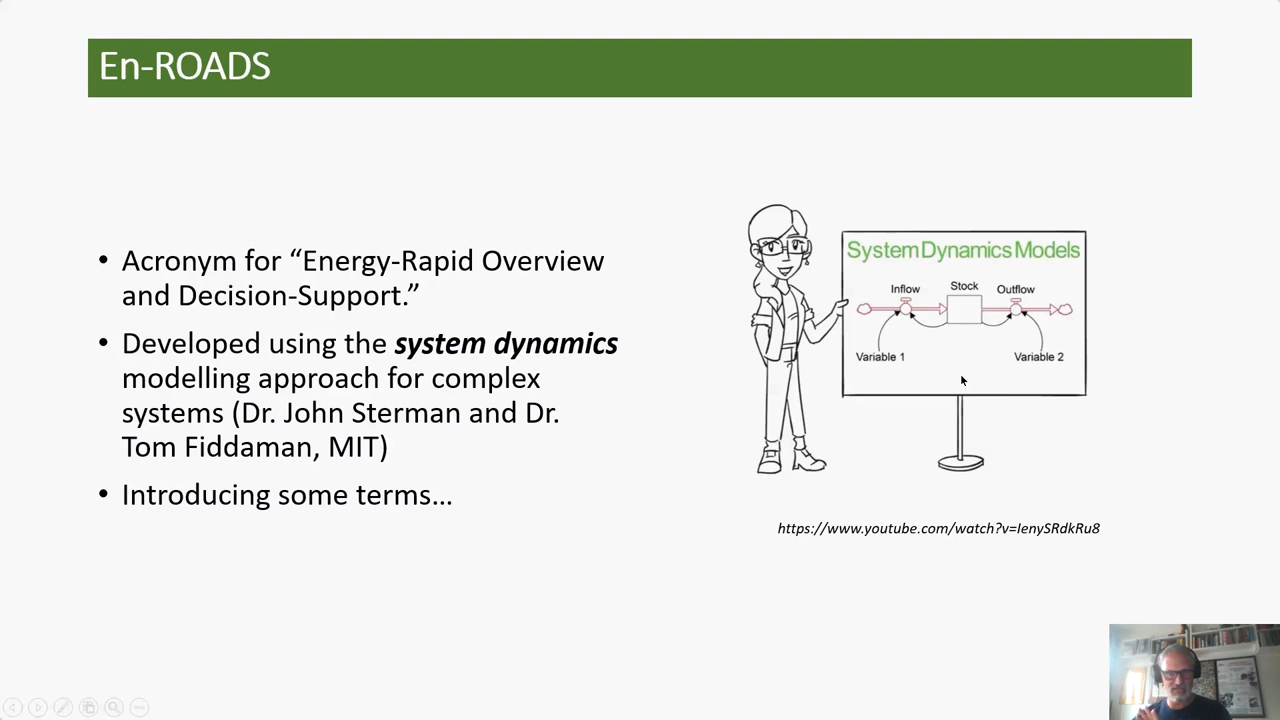 En-ROADS
• Acronym for “Energy-Rapid Overview
and Decision-Support.”
• Developed using the system dynamics
modelling approach for complex
systems (Dr. John Sterman and Dr.
Tom Fiddaman, MIT)
• Introducing some terms...
System Dynamics Models
Inflow Stock Outflow
Variable 1 Variable 2
https://www.youtube.com/watch?v=IenySRdkRu8